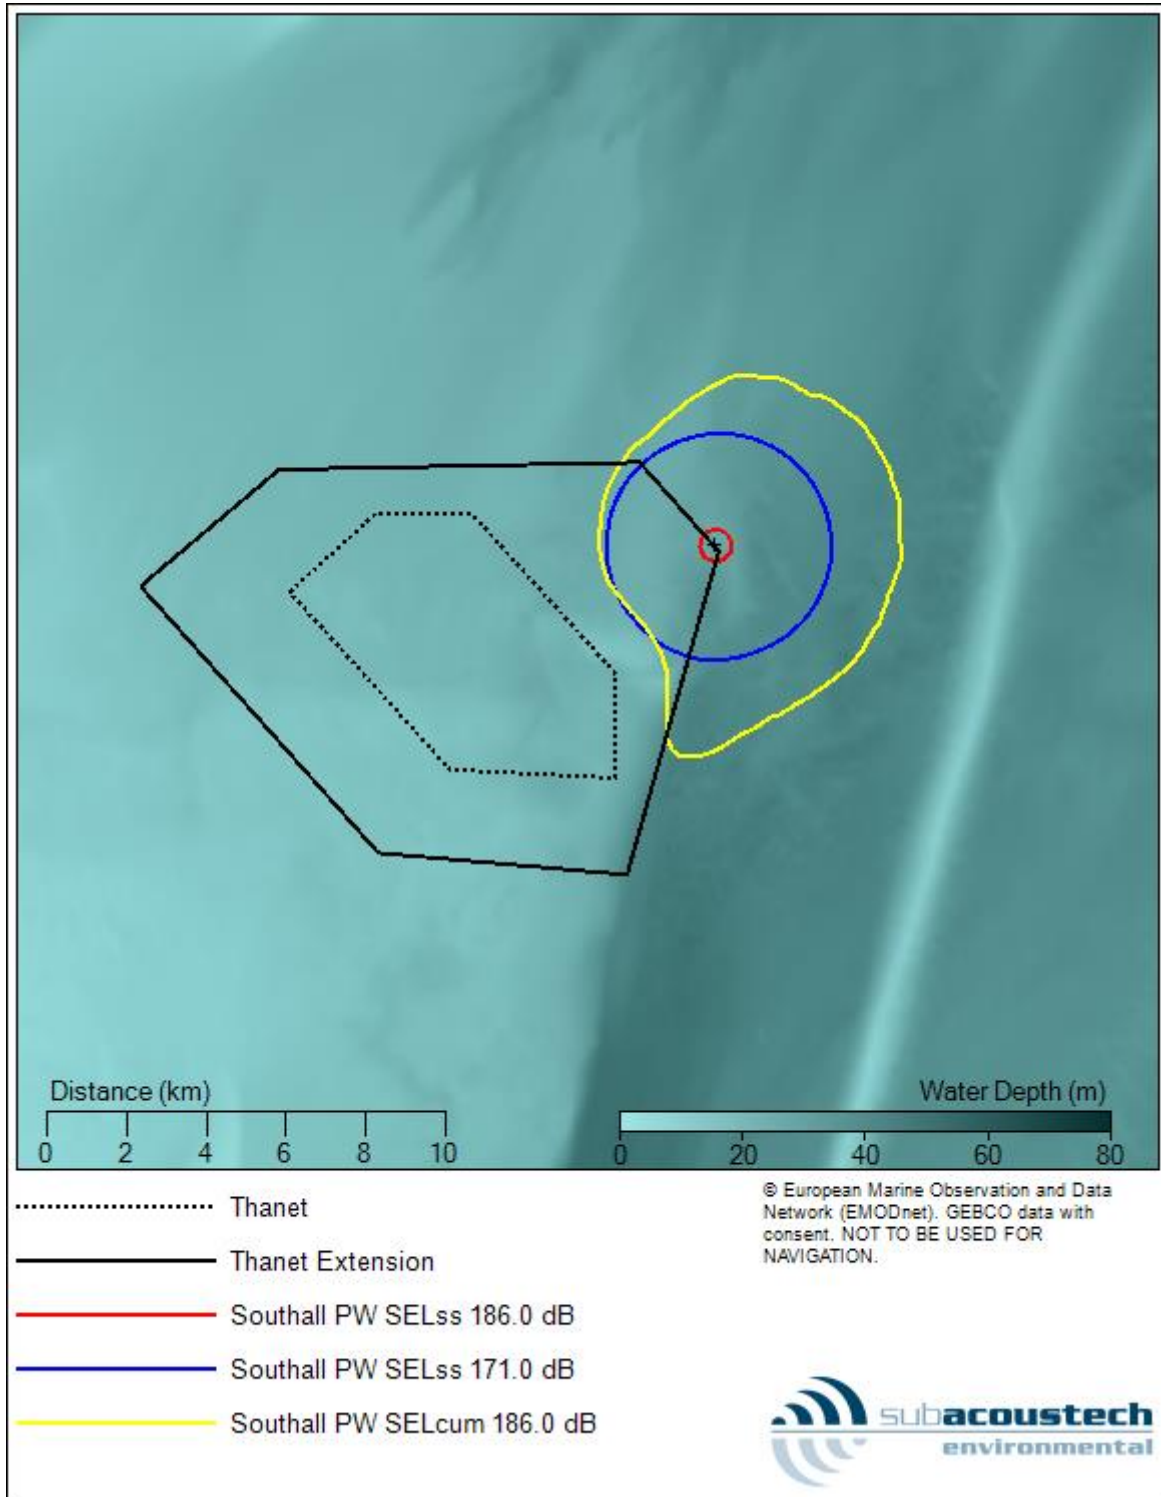 Distance (km)
0 2 4 6 8 10
Water Depth (m)
0 20 40 60 80
Thanet
Thanet Extension
Southall PW SELss 186.0 dB
Southall PW SELss 171.0 dB
Southall PW SELcum 186.0 dB
© European Marine Observation and Data
Network (EMODnet). GEBCO data with
consent. NOT TO BE USED FOR
NAVIGATION.
subacoustech
environmental